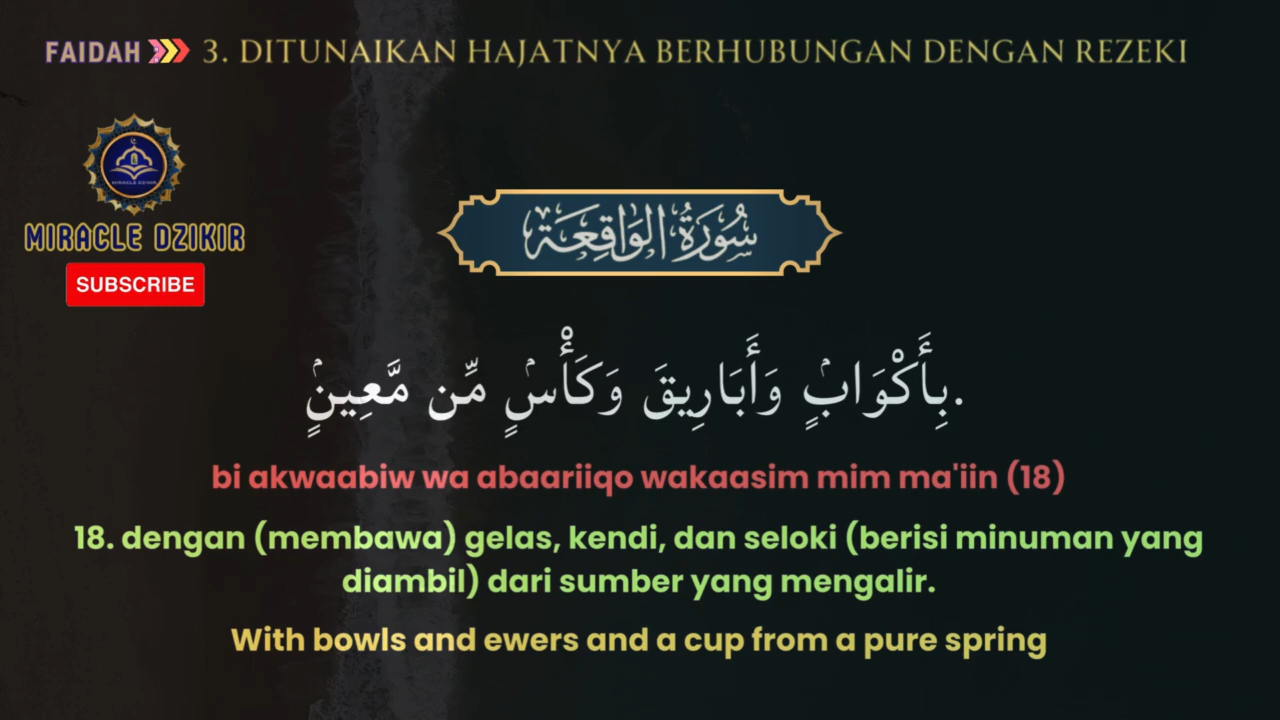 FAIDAH 3. DITUNAIKAN HAJATNYA BERHUBUNGAN DENGAN REZEKI
MIRACLE DZIKIR
MIRACLE DZIKIR
SUBSCRIBE
سُورَةُ الوَاقِعَة
بِأَكْوَابٍۢ وَأَبَارِيقَ وَكَأْسٍۢ مِّن مَّعِينٍۢ.
bi akwaabiw wa abaariiqo wakaasim mim ma'iin (18)
18. dengan (membawa) gelas, kendi, dan seloki (berisi minuman yang
diambil) dari sumber yang mengalir.
With bowls and ewers and a cup from a pure spring